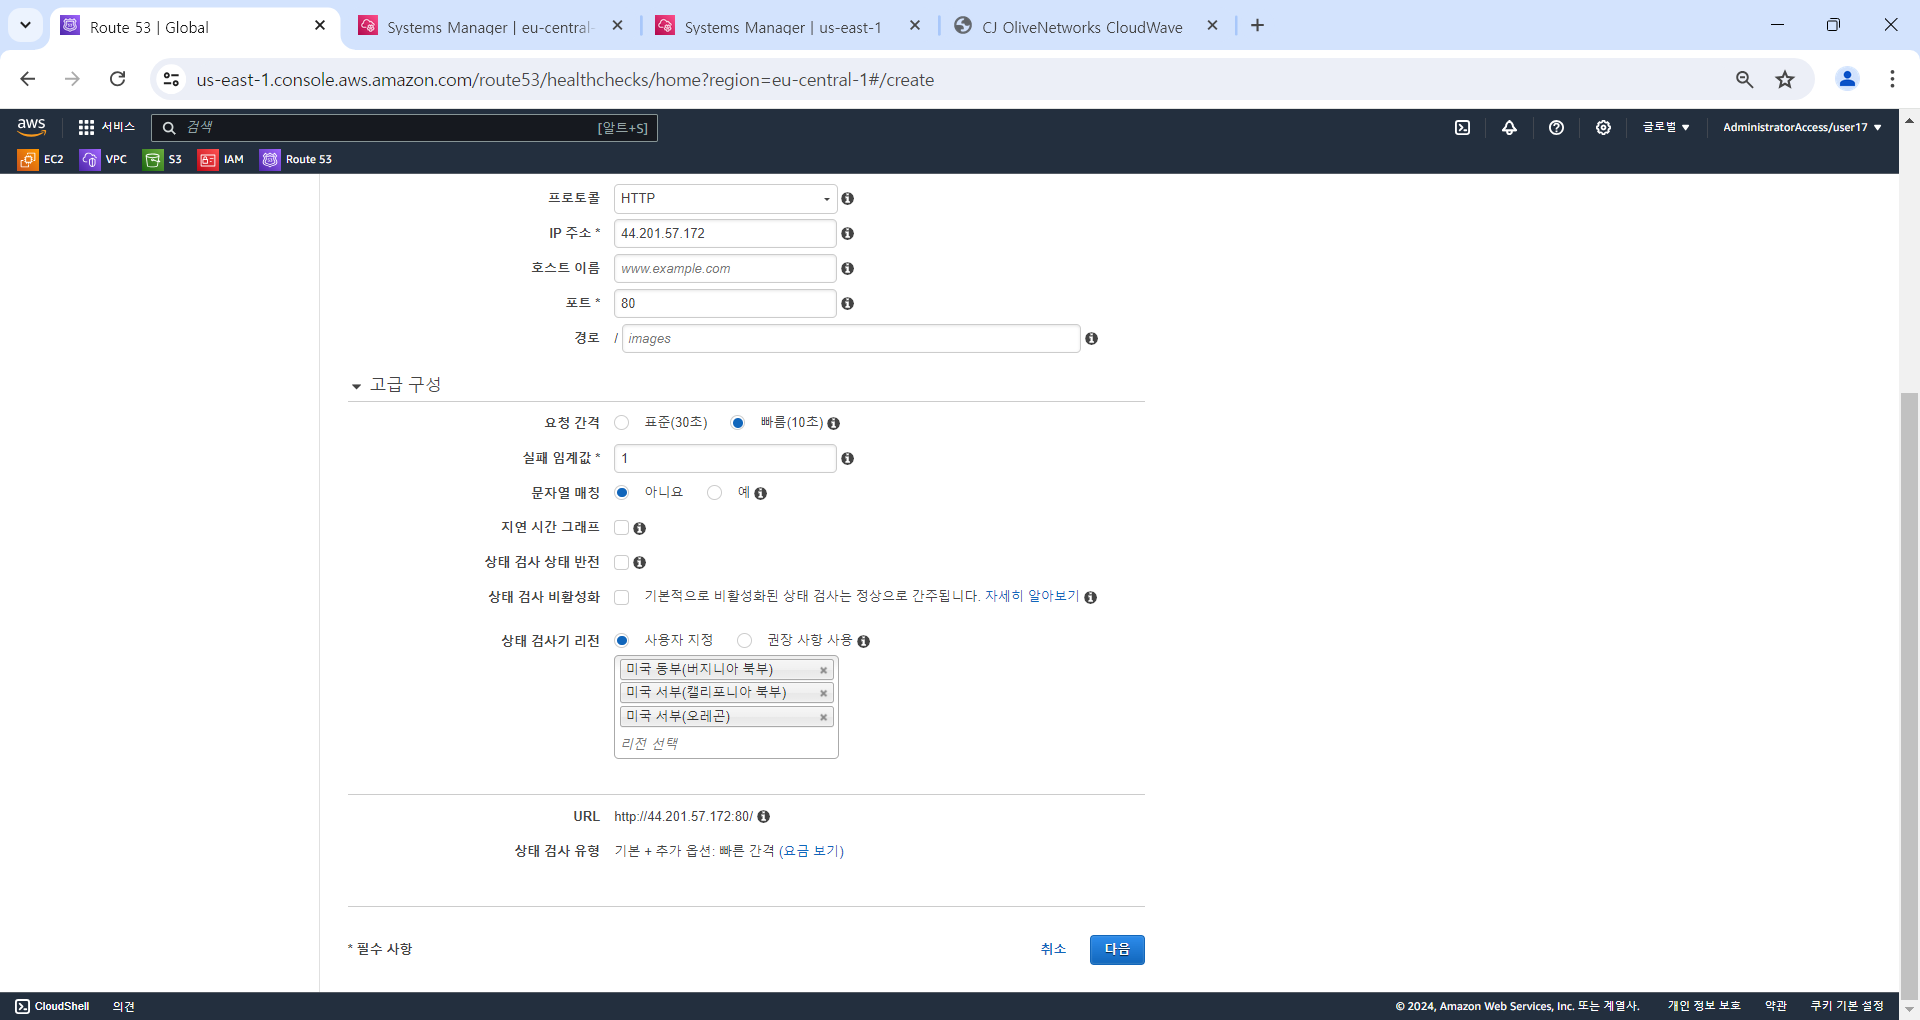 Route 53 | Global
Systems Manager | eu-central-
Systems Manager | us-east-1
CJ OliveNetworks CloudWave
us-east-1.console.aws.amazon.com/route53/healthchecks/home?region=eu-central-1#/create
aws
서비스
검색
[알트+S]
글로벌
AdministratorAccess/user17
EC2
VPC
S3
IAM
Route 53
프로토콜 HTTP
IP 주소 * 44.201.57.172
호스트 이름 www.example.com
포트 * 80
경로 / images
고급 구성
요청 간격 표준(30초) 빠름(10초)
실패 임계값 * 1
문자열 매칭 아니요 예
지연 시간 그래프
상태 검사 상태 반전
상태 검사 비활성화 기본적으로 비활성화된 상태 검사는 정상으로 간주됩니다. 자세히 알아보기
상태 검사기 리전 사용자 지정 권장 사항 사용
미국 동부(버지니아 북부)
미국 서부(캘리포니아 북부)
미국 서부(오레곤)
리전 선택
URL http://44.201.57.172:80/
상태 검사 유형 기본 + 추가 옵션: 빠른 간격 (요금 보기)
* 필수 사항 취소 다음
CloudShell 의견 © 2024, Amazon Web Services, Inc. 또는 계열사. 개인 정보 보호 약관 쿠키 기본 설정